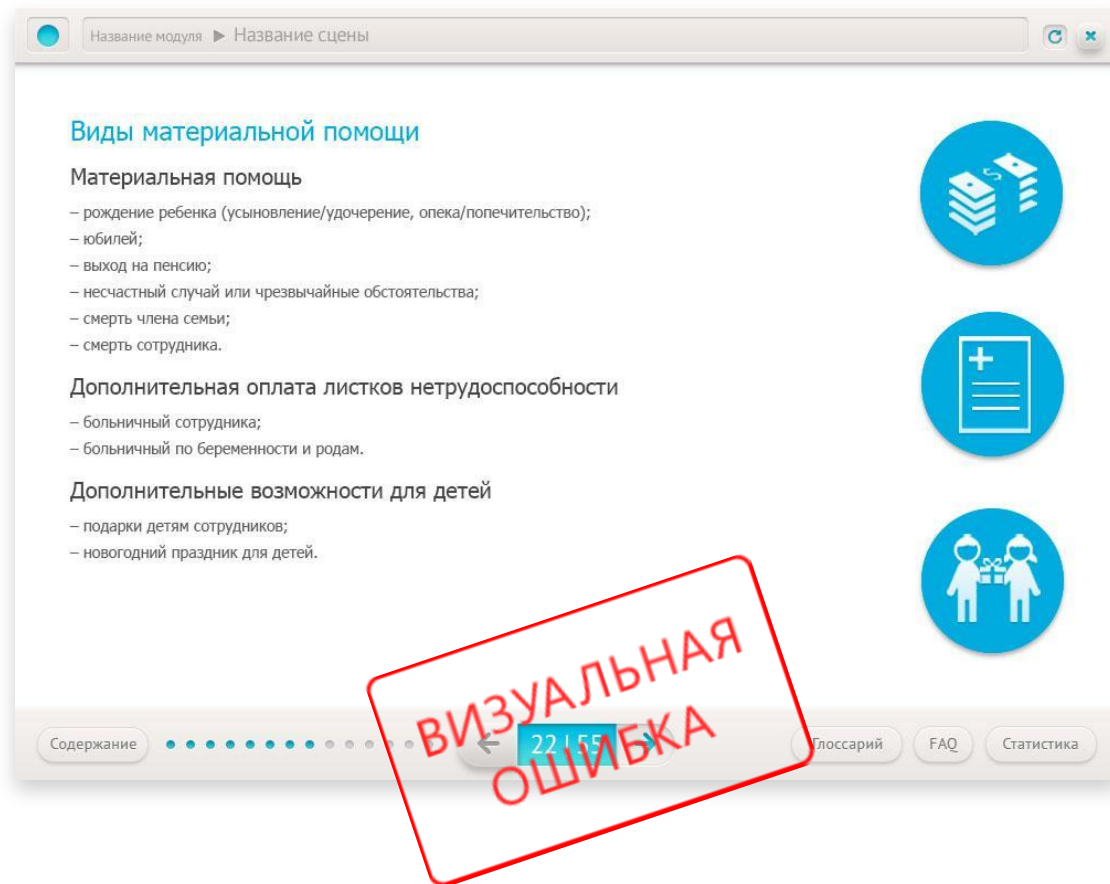 Название модуля ▶ Название сцены
Виды материальной помощи
Материальная помощь
– рождение ребенка (усыновление/удочерение, опека/попечительство);
– юбилей;
– выход на пенсию;
– несчастный случай или чрезвычайные обстоятельства;
– смерть члена семьи;
– смерть сотрудника.
Дополнительная оплата листков нетрудоспособности
– больничный сотрудника;
– больничный по беременности и родам.
Дополнительные возможности для детей
– подарки детям сотрудников;
– новогодний праздник для детей.
ВИЗУАЛЬНАЯ
ОШИБКА
Содержание
22 | 55
Глоссарий
FAQ
Статистика